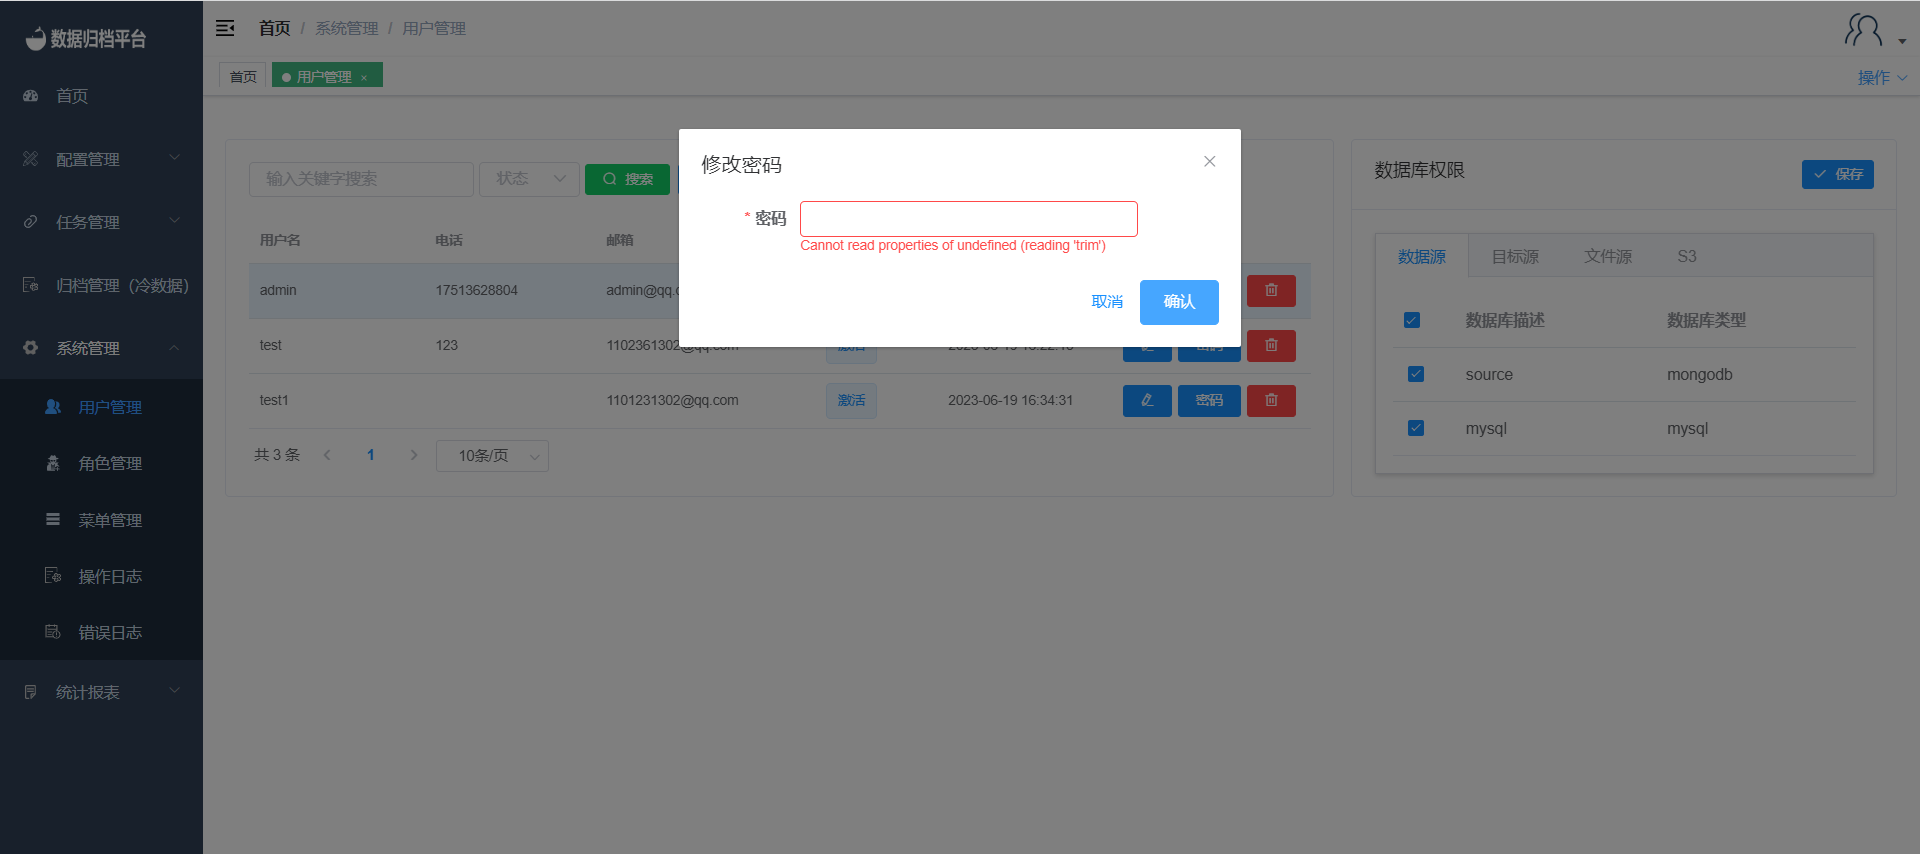 数据归档平台
首页
配置管理
任务管理
归档管理（冷数据）
系统管理
用户管理
角色管理
菜单管理
操作日志
错误日志
统计报表
首页 / 系统管理 / 用户管理
首页
用户管理 ×
操作
输入关键字搜索
状态
搜索
用户名 电话 邮箱
admin 17513628804 admin@qq.c
test 123 1102361302@qq.com
test1 1101231302@qq.com 激活 2023-06-19 16:34:31 密码
共 3 条 1 10条/页
修改密码
* 密码
Cannot read properties of undefined (reading 'trim')
取消 确认
数据库权限
保存
数据源 目标源 文件源 S3
数据库描述 数据库类型
source mongodb
mysql mysql